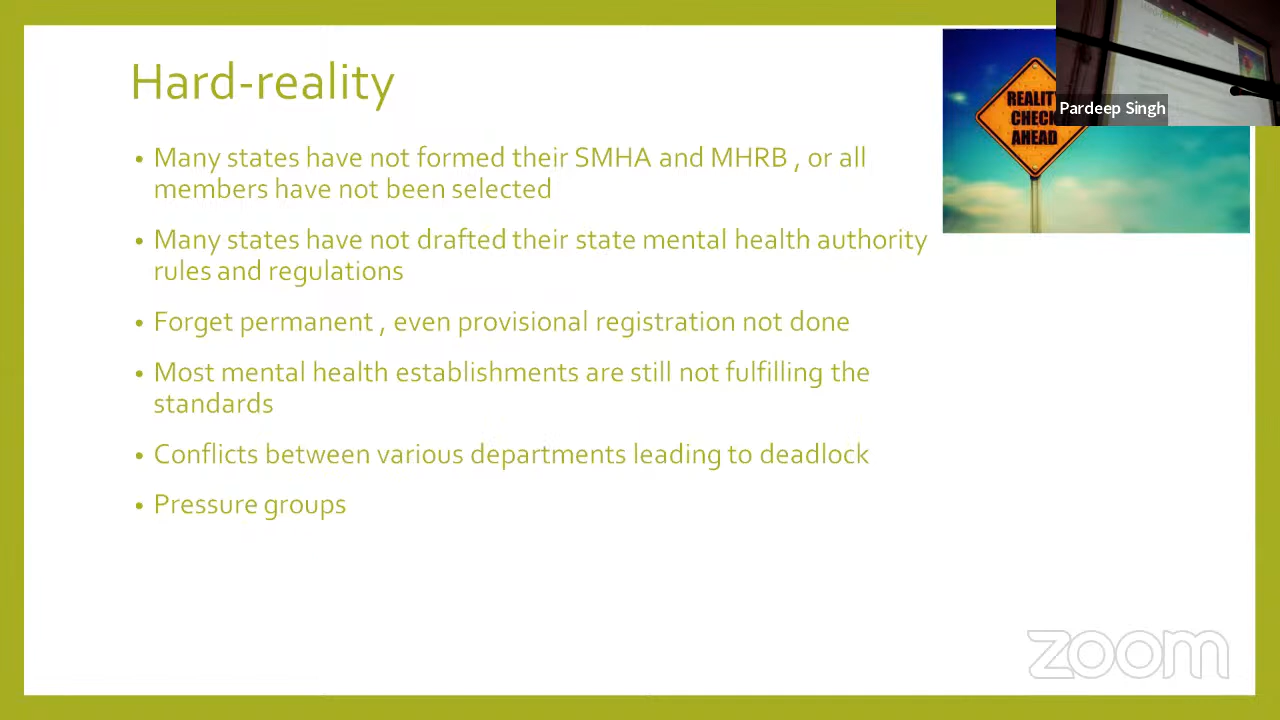 Hard-reality
• Many states have not formed their SMHA and MHRB , or all
members have not been selected
• Many states have not drafted their state mental health authority
rules and regulations
• Forget permanent , even provisional registration not done
• Most mental health establishments are still not fulfilling the
standards
• Conflicts between various departments leading to deadlock
• Pressure groups
REALITY
CHECK
AHEAD
Pardeep Singh
zoom